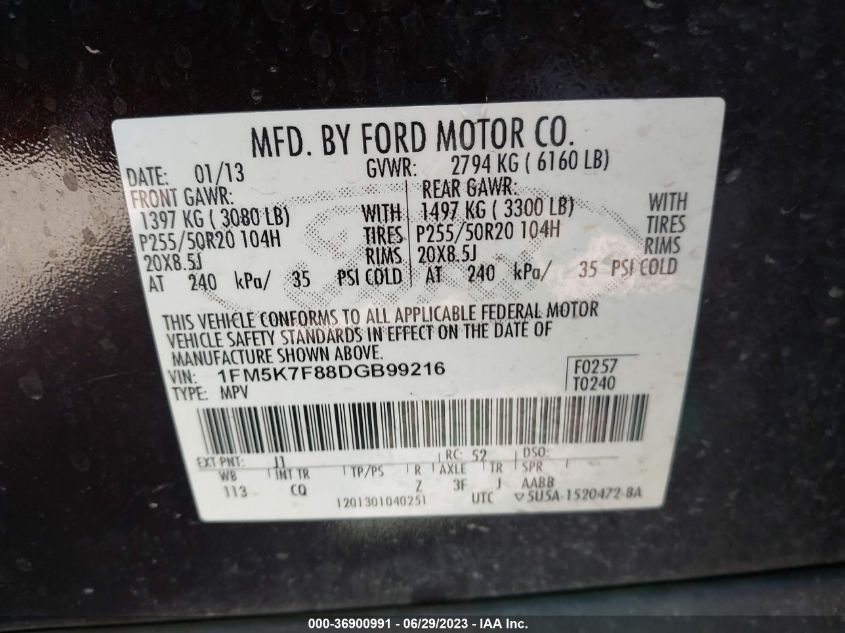 MFD. BY FORD MOTOR CO.
DATE: 01/13 GVWR: 2794 KG ( 6160 LB)
FRONT GAWR: REAR GAWR:
1397 KG ( 3080 LB) WITH 1497 KG ( 3300 LB) WITH
P255/50R20 104H TIRES P255/50R20 104H TIRES
20X8.5J RIMS 20X8.5J RIMS
AT 240 kPa/ 35 PSI COLD AT 240 kPa/ 35 PSI COLD
THIS VEHICLE CONFORMS TO ALL APPLICABLE FEDERAL MOTOR
VEHICLE SAFETY STANDARDS IN EFFECT ON THE DATE OF
MANUFACTURE SHOWN ABOVE.
VIN: 1FM5K7F88DGB99216 F0257
TYPE: MPV T0240
EXT PNT: J1 RC: 52 DSO:
WB INT TR TP/PS R AXLE TR SPR
113 CQ Z 3F J AABB
1201301040251 UTC ▽5U5A-1520472-BA
000-36900991 / 06/29/2023 - IAA Inc.